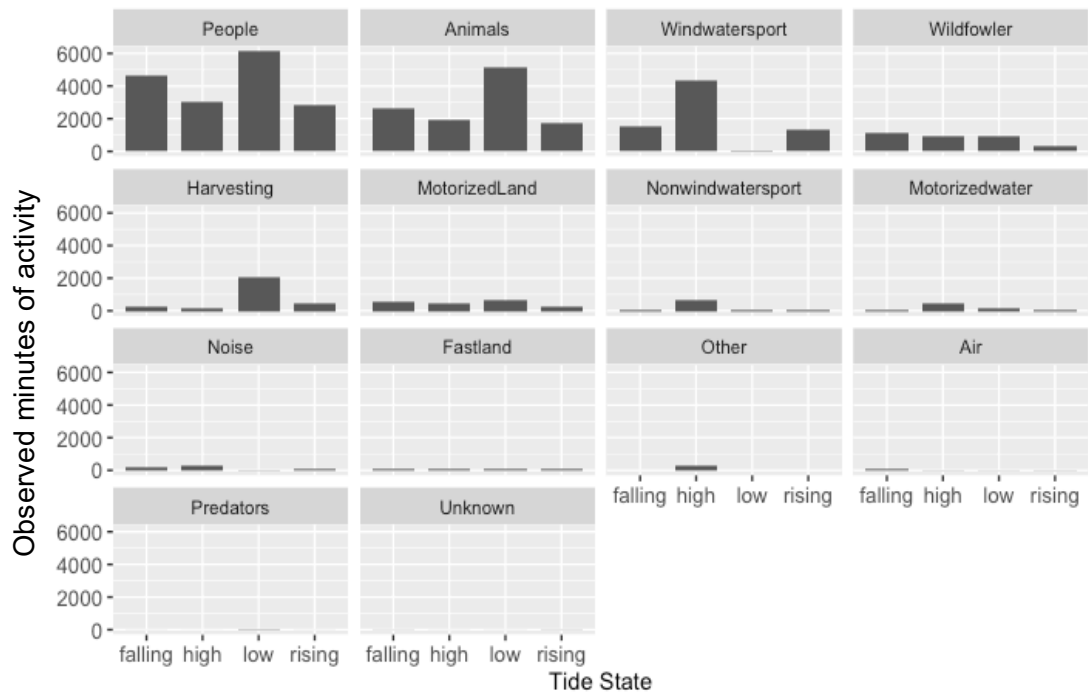 People Animals Windwatersport Wildfowler
6000
4000
2000
0
Harvesting MotorizedLand Nonwindwatersport Motorizedwater
6000
4000
2000
0
Noise Fastland Other Air
6000
4000
2000
0
falling high low rising falling high low rising
Predators Unknown
6000
4000
2000
0
falling high low rising falling high low rising
Tide State
Observed minutes of activity